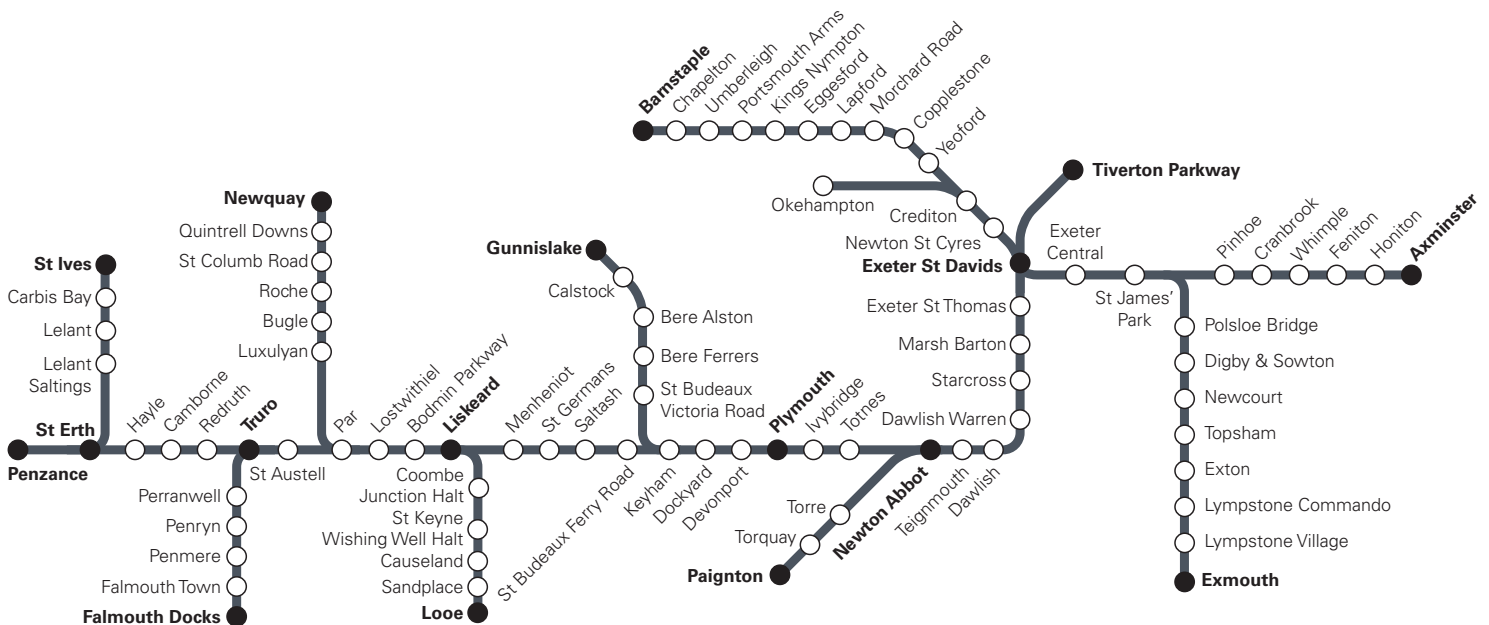 Barnstaple
Chapelton
Umberleigh
Portsmouth Arms
Kings Nympton
Eggesford
Lapford
Morchard Road
Copplestone
Yeoford
Okehampton
Crediton
Newton St Cyres
Exeter St Davids
Tiverton Parkway
Exeter
Central
St James'
Park
Pinhoe
Cranbrook
Whimple
Feniton
Honiton
Axminster
Polsloe Bridge
Digby & Sowton
Newcourt
Topsham
Exton
Lympstone Commando
Lympstone Village
Exmouth
Exeter St Thomas
Marsh Barton
Starcross
Dawlish Warren
Dawlish
Teignmouth
Newton Abbot
Torre
Torquay
Paignton
Totnes
Ivybridge
Plymouth
Devonport
Dockyard
Keyham
Gunnislake
Calstock
Bere Alston
Bere Ferrers
St Budeaux
Victoria Road
St Budeaux Ferry Road
Saltash
St Germans
Menheniot
Liskeard
Coombe
Junction Halt
St Keyne
Wishing Well Halt
Causeland
Sandplace
Looe
Bodmin Parkway
Lostwithiel
Par
Newquay
Quintrell Downs
St Columb Road
Roche
Bugle
Luxulyan
St Austell
Truro
Perranwell
Penryn
Penmere
Falmouth Town
Falmouth Docks
Redruth
Camborne
Hayle
St Erth
St Ives
Carbis Bay
Lelant
Lelant
Saltings
Penzance